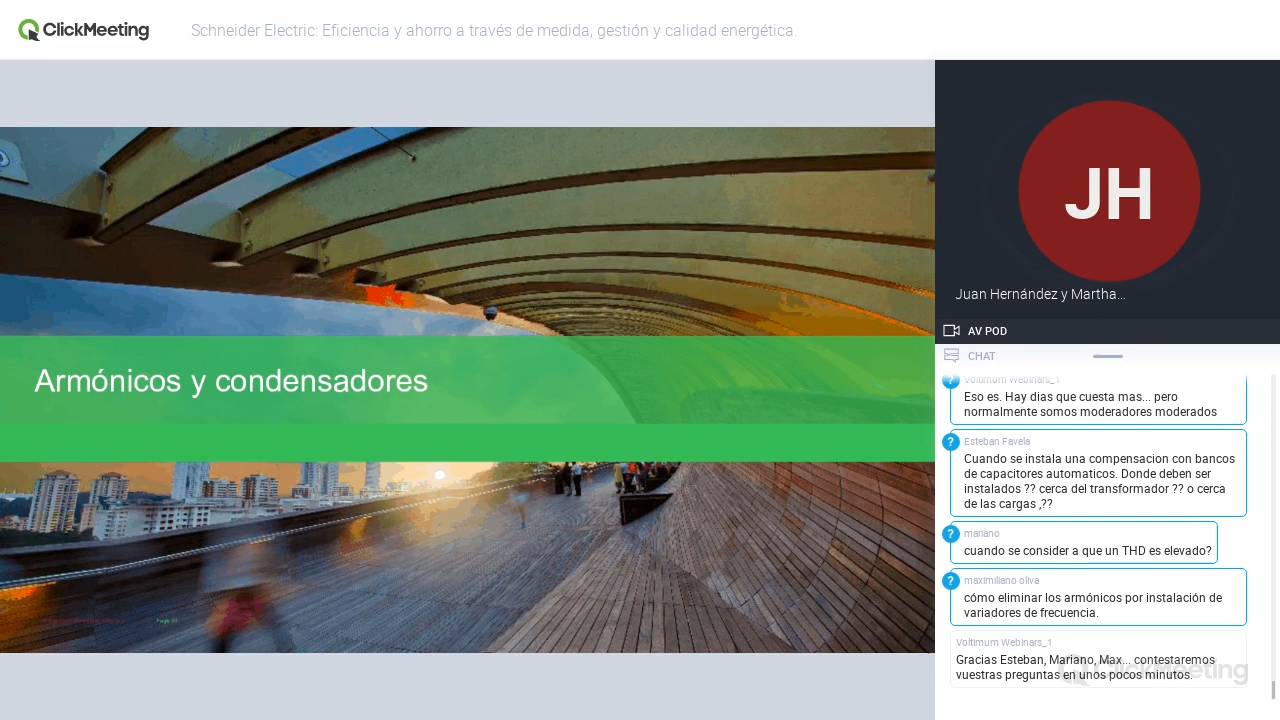 ClickMeeting
Schneider Electric: Eficiencia y ahorro a través de medida, gestión y calidad energética.
Armónicos y condensadores
JH
Juan Hernández y Martha...
AV POD
CHAT
Voltimum Webinars_1
Eso es. Hay dias que cuesta mas... pero
normalmente somos moderadores moderados
Esteban Favela
Cuando se instala una compensacion con bancos
de capacitores automaticos. Donde deben ser
instalados ?? cerca del transformador ?? o cerca
de las cargas ,??
mariano
cuando se consider a que un THD es elevado?
maximiliano oliva
cómo eliminar los armónicos por instalación de
variadores de frecuencia.
Voltimum Webinars_1
Gracias Esteban, Mariano, Max... contestaremos
vuestras preguntas en unos pocos minutos.
ClickMeeting